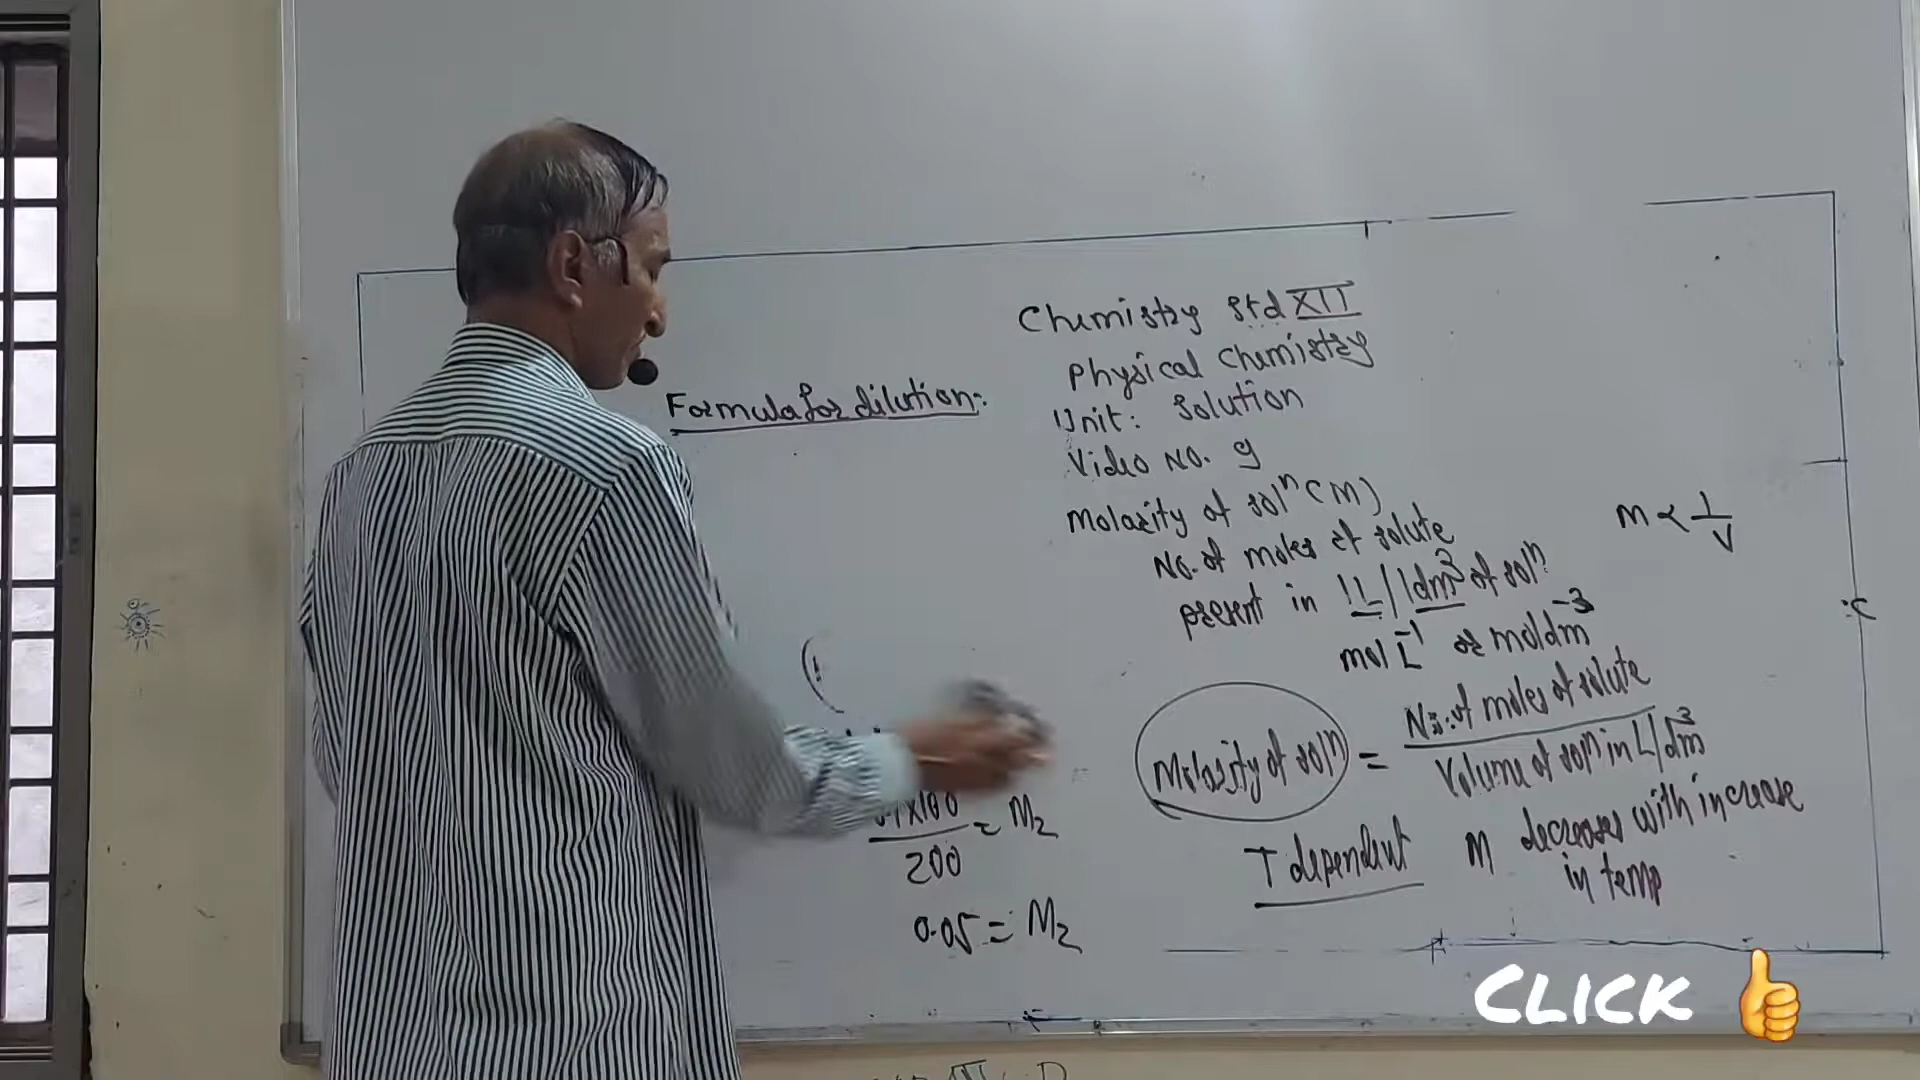 Formula for dilution:-
Chemistry std XII
Physical chemistry
Unit: Solution
Video No. 9
Molarity of solⁿ (M)
No. of moles of solute
present in 1L/1dm³ of solⁿ
mol L⁻¹ or mol dm⁻³
M ∝ 1/V
Molarity of solⁿ = No. of moles of solute
Volume of solⁿ in L/dm³
T dependent M decreases with increase
in temp
×100 = M₂
200
0.05 = M₂
°C
CLICK